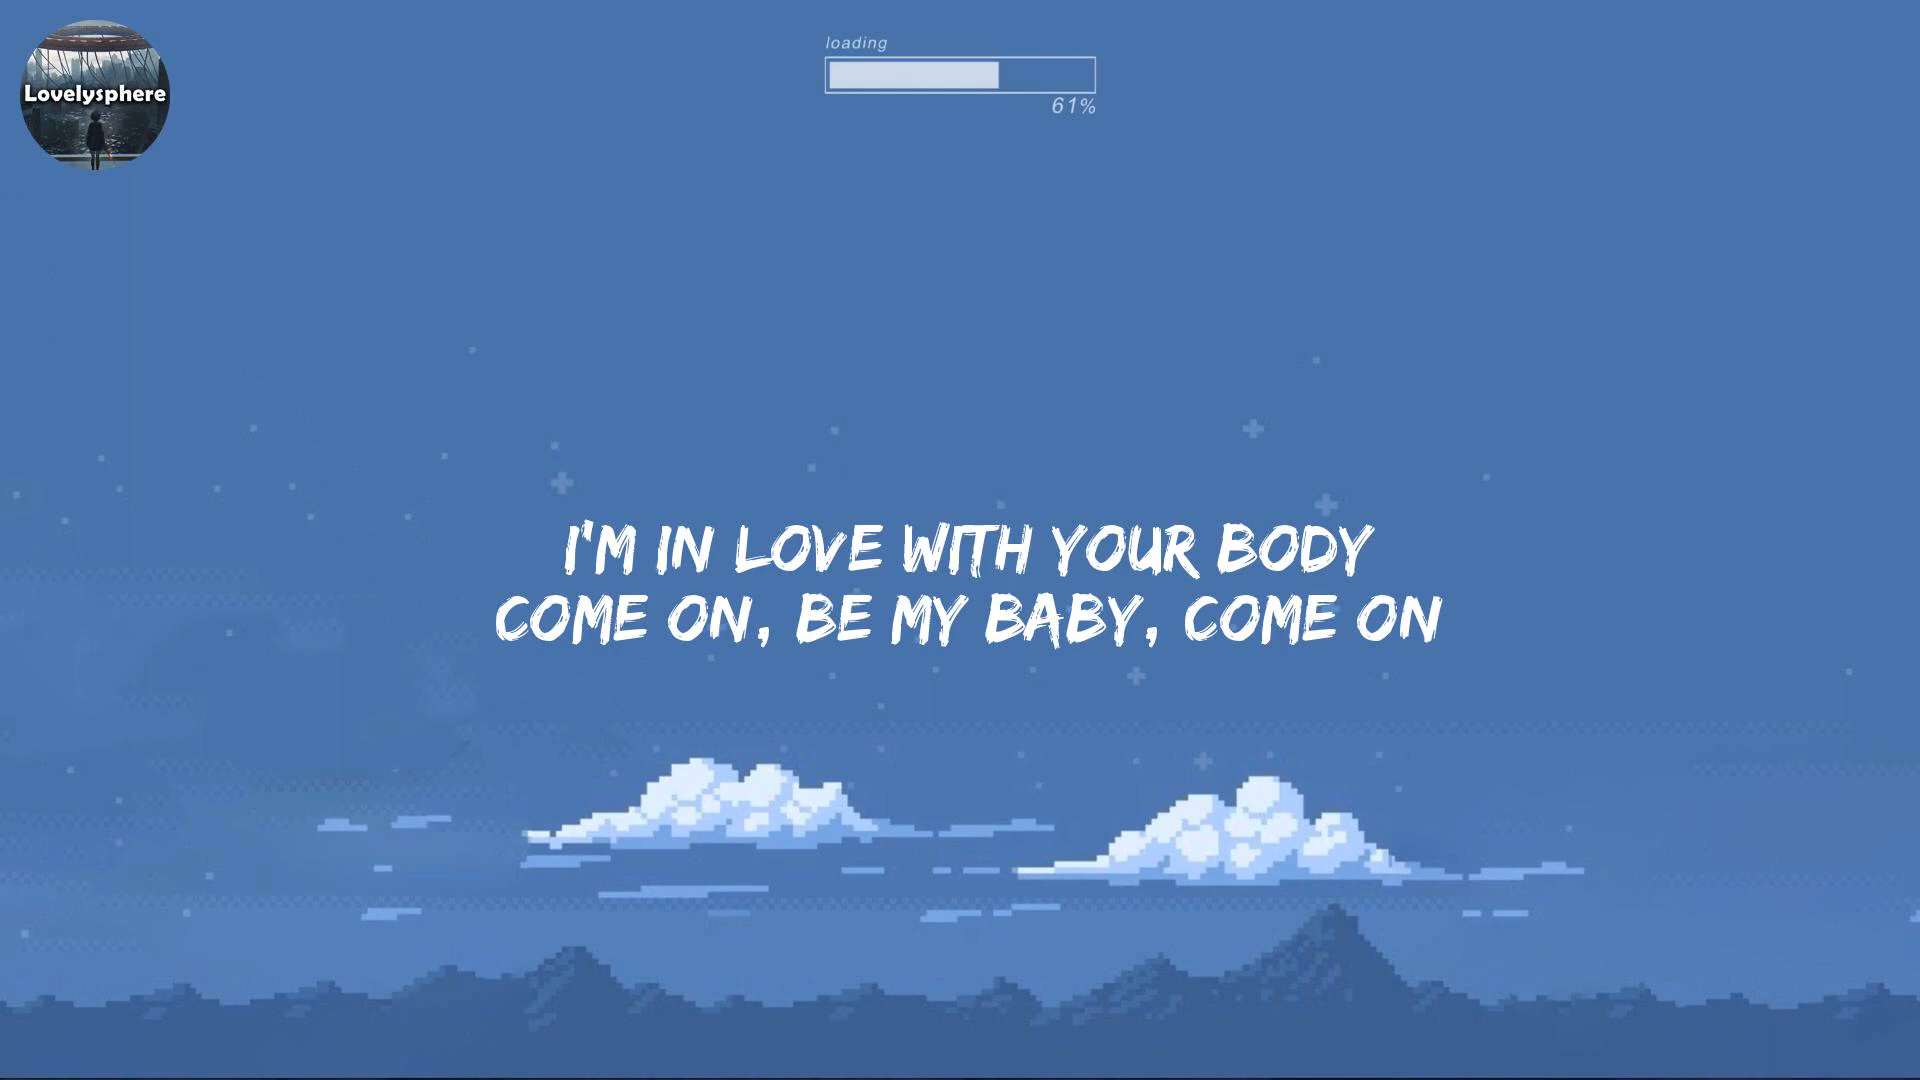 Lovelysphere
loading
61%
I'M IN LOVE WITH YOUR BODY
COME ON, BE MY BABY, COME ON